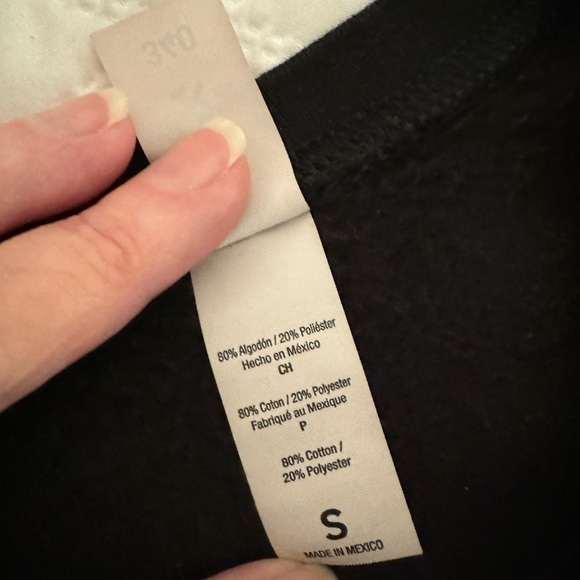 340
80% Algodón / 20% Poliéster
Hecho en México
CH
80% Coton / 20% Polyester
Fabriqué au Mexique
P
80% Cotton /
20% Polyester
S
MADE IN MEXICO